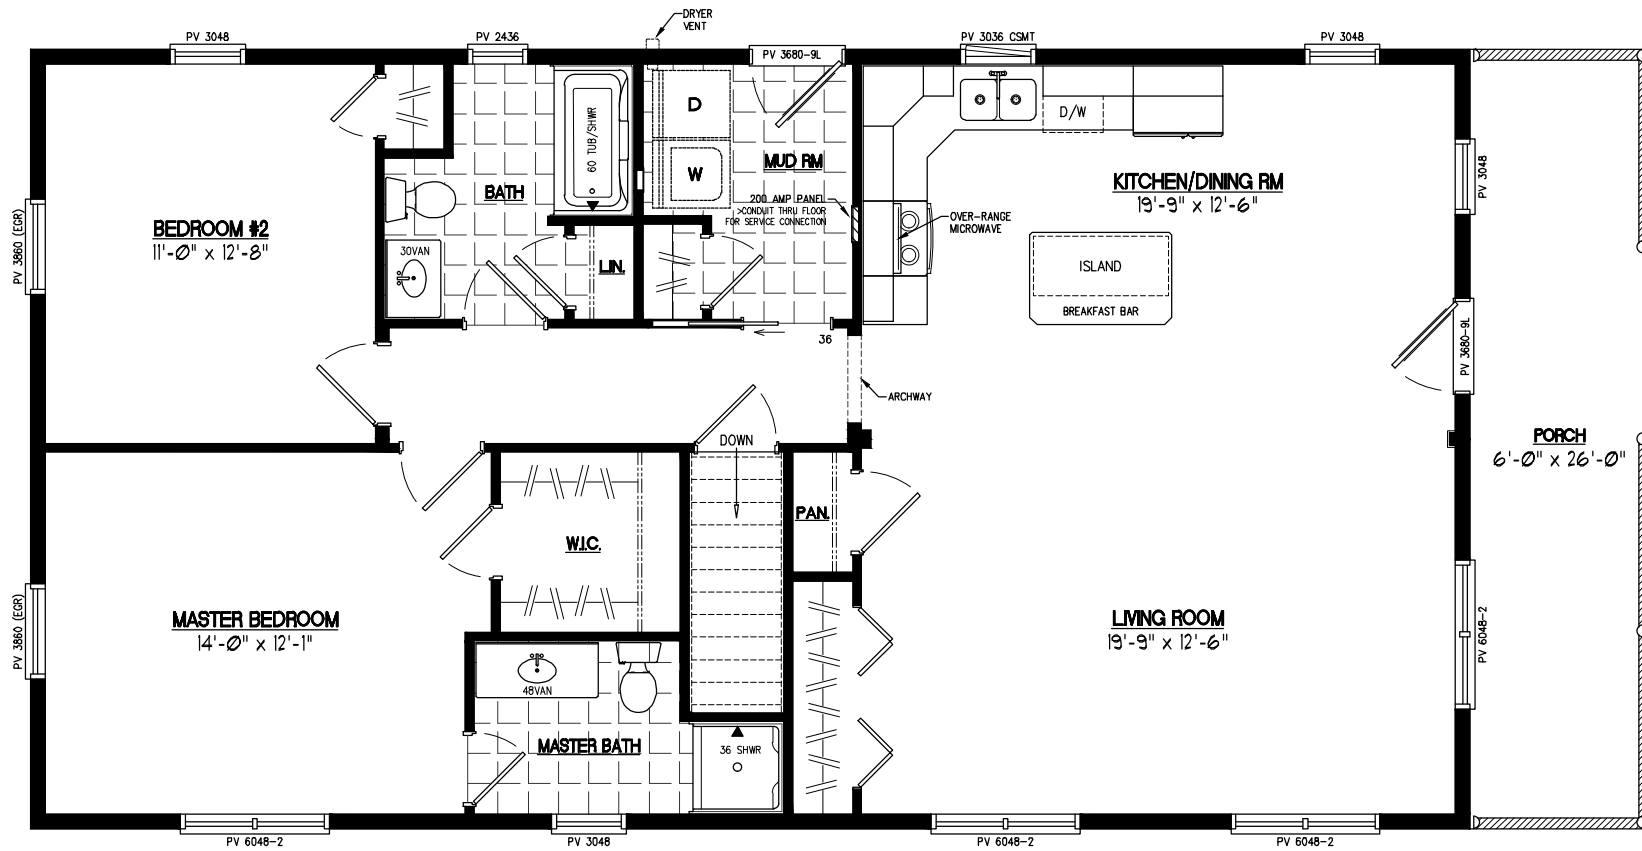 DRYER
VENT
PV 3048
PV 2436
PV 3680-9L
PV 3036 CSMT
PV 3048
D
D/W
60 TUB/SHWR
W
MUD RM
BATH
KITCHEN/DINING RM
19'-9" x 12'-6"
PV 3048
200 AMP PANEL
>CONDUIT THRU FLOOR
FOR SERVICE CONNECTION
OVER-RANGE
MICROWAVE
PV 3860 (EGR)
BEDROOM #2
11'-0" x 12'-8"
30VAN
LIN.
ISLAND
BREAKFAST BAR
36
PV 3680-9L
ARCHWAY
DOWN
PORCH
6'-0" x 26'-0"
PAN.
W.I.C.
PV 3860 (EGR)
MASTER BEDROOM
14'-0" x 12'-1"
LIVING ROOM
19'-9" x 12'-6"
PV 6048-2
48VAN
MASTER BATH
36 SHWR
PV 6048-2
PV 3048
PV 6048-2
PV 6048-2